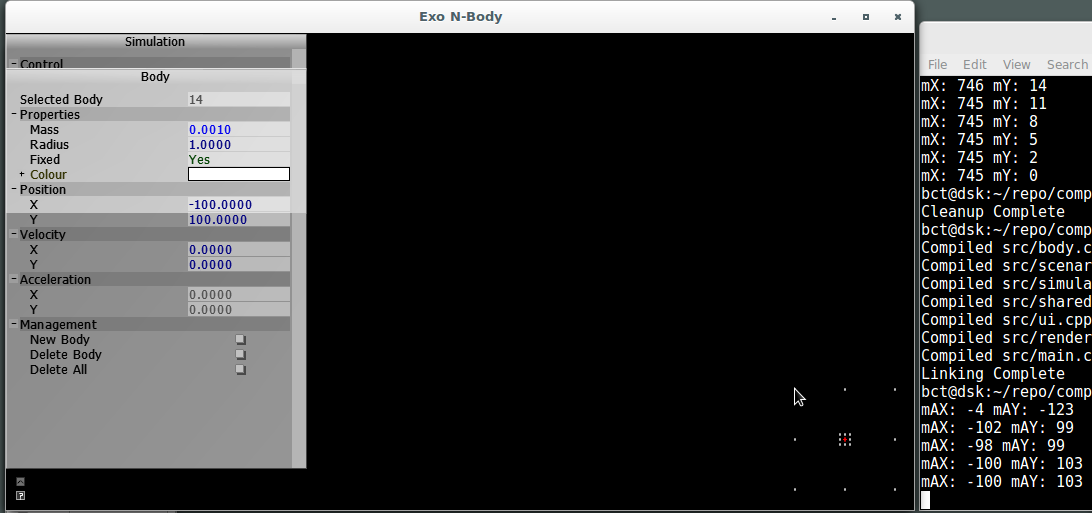 Exo N-Body
Simulation
Control
Body
Selected Body 14
Properties
Mass 0.0010
Radius 1.0000
Fixed Yes
+ Colour
Position
X -100.0000
Y 100.0000
Velocity
X 0.0000
Y 0.0000
Acceleration
X 0.0000
Y 0.0000
Management
New Body
Delete Body
Delete All
?
File Edit View Search
mX: 746 mY: 14
mX: 745 mY: 11
mX: 745 mY: 8
mX: 745 mY: 5
mX: 745 mY: 2
mX: 745 mY: 0
bct@dsk:~/repo/comp
Cleanup Complete
bct@dsk:~/repo/comp
Compiled src/body.c
Compiled src/scenar
Compiled src/simula
Compiled src/shared
Compiled src/ui.cpp
Compiled src/render
Compiled src/main.c
Linking Complete
bct@dsk:~/repo/comp
mAX: -4 mAY: -123
mAX: -102 mAY: 99
mAX: -98 mAY: 99
mAX: -100 mAY: 103
mAX: -100 mAY: 103